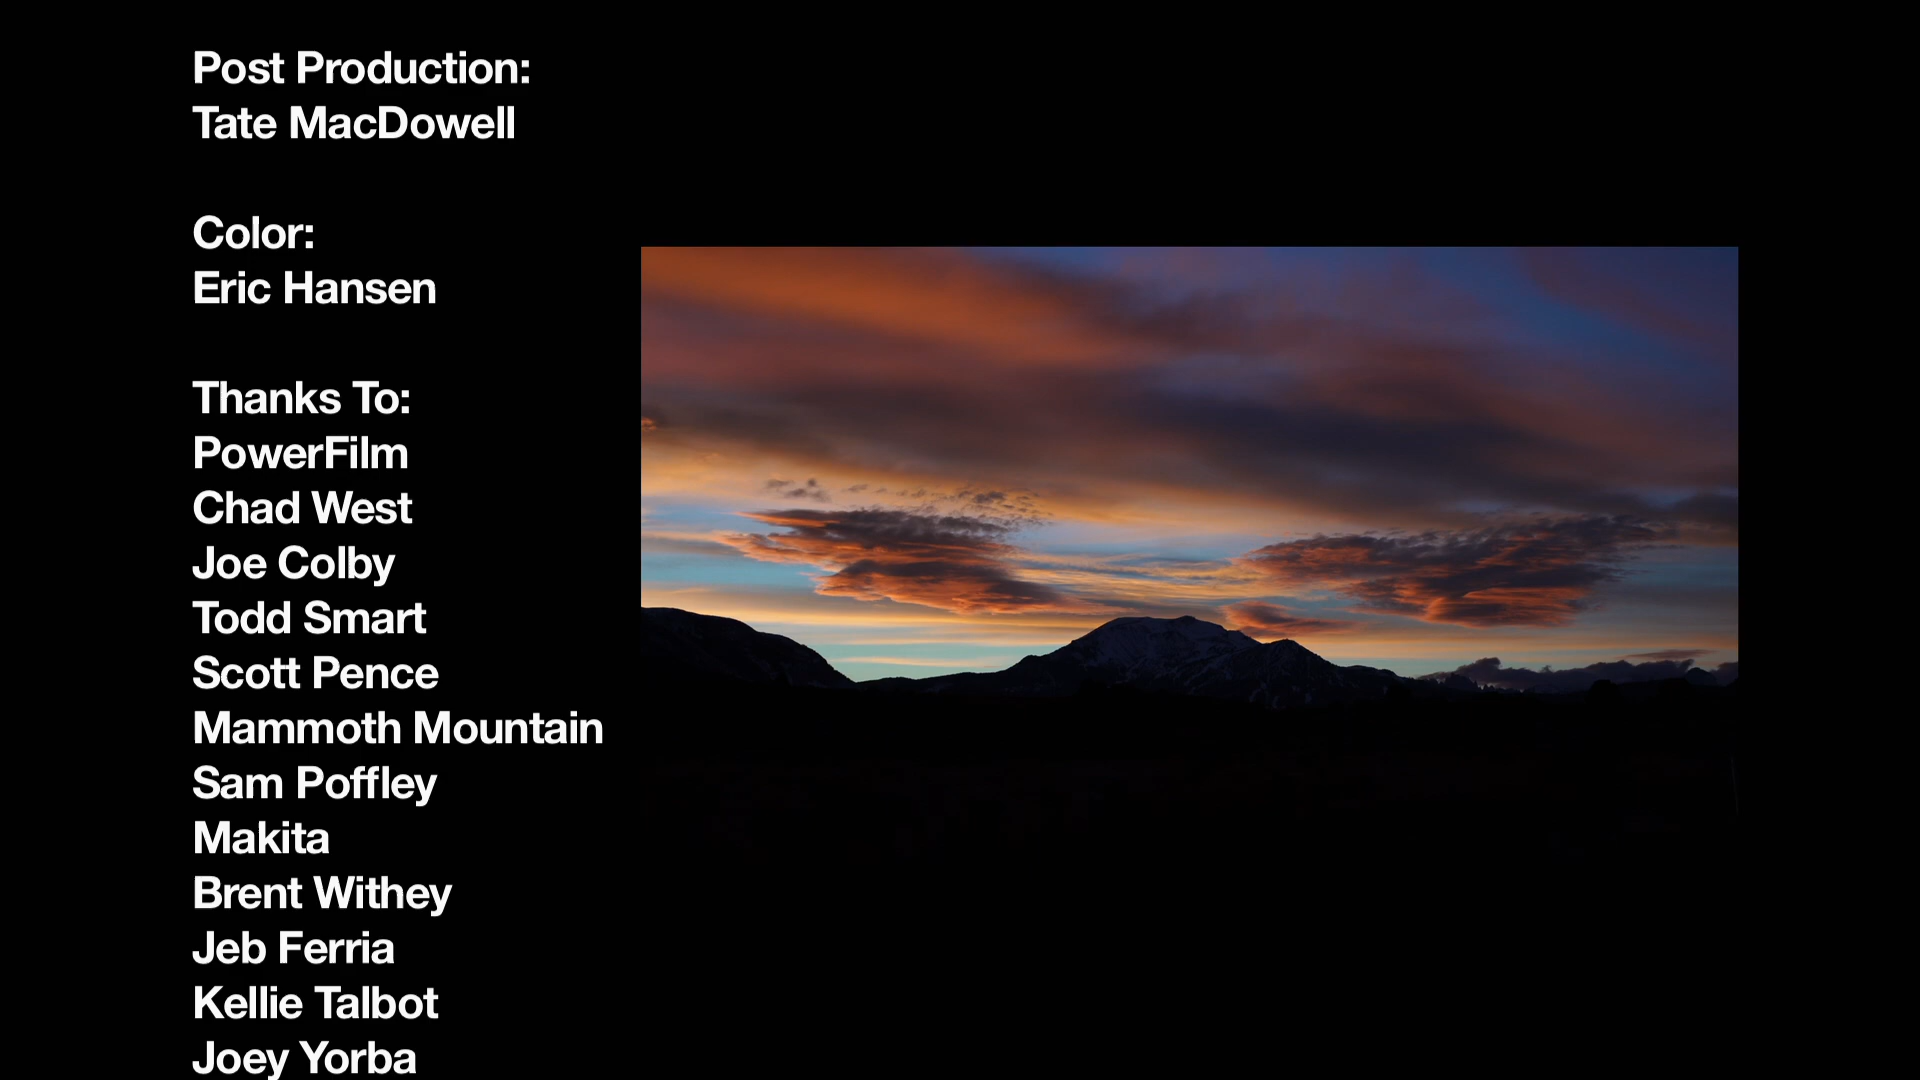 Post Production:
Tate MacDowell
Color:
Eric Hansen
Thanks To:
PowerFilm
Chad West
Joe Colby
Todd Smart
Scott Pence
Mammoth Mountain
Sam Poffley
Makita
Brent Withey
Jeb Ferria
Kellie Talbot
Joey Yorba